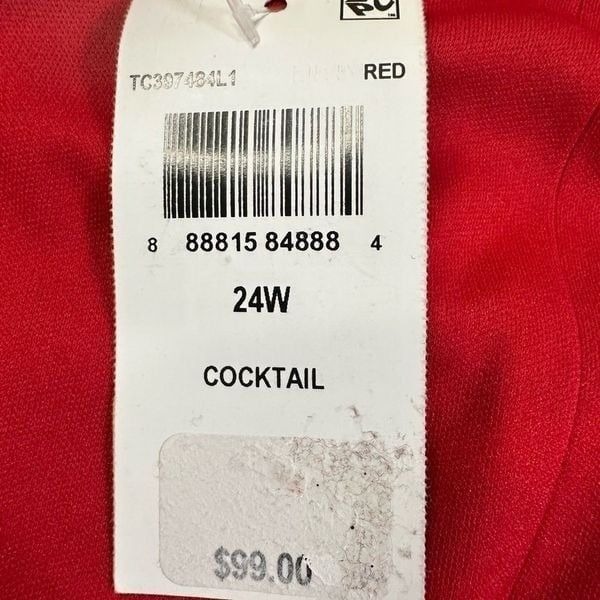 TC397484L1 RED
8 88815 84888 4
24W
COCKTAIL
$99.00